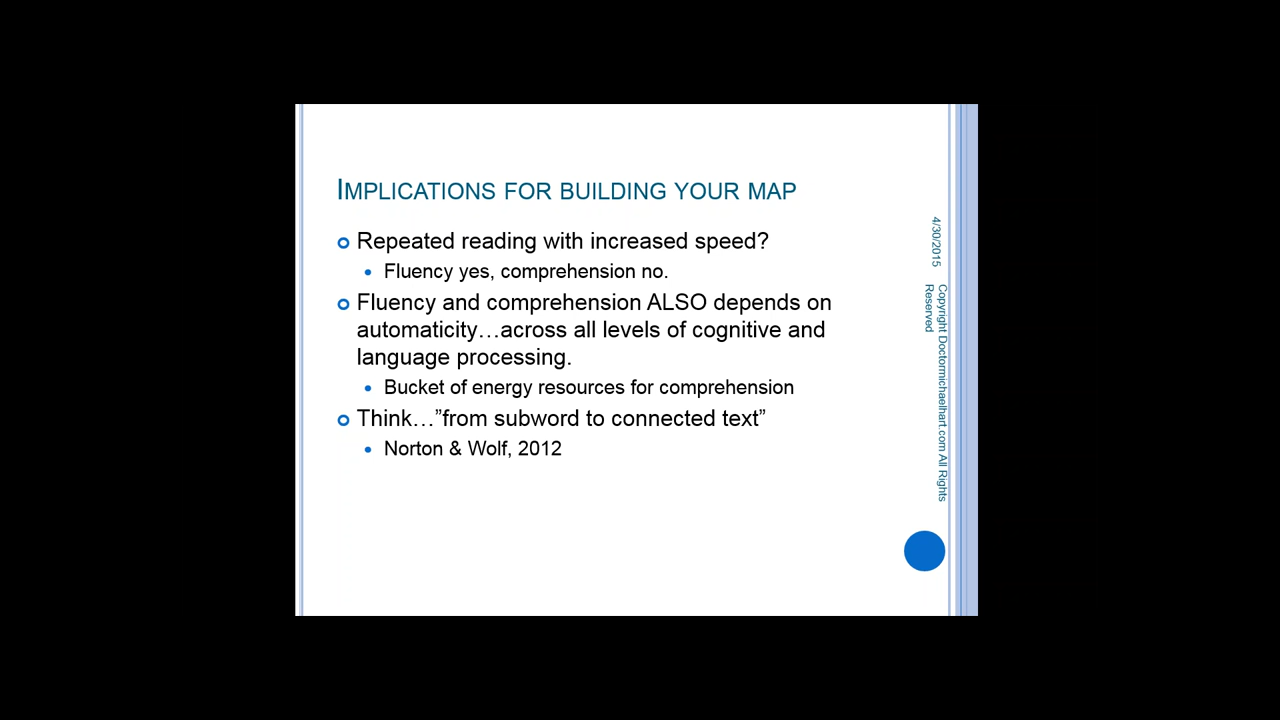 IMPLICATIONS FOR BUILDING YOUR MAP
Repeated reading with increased speed?
Fluency yes, comprehension no.
Fluency and comprehension ALSO depends on
automaticity…across all levels of cognitive and
language processing.
Bucket of energy resources for comprehension
Think…”from subword to connected text”
Norton & Wolf, 2012
4/30/2015
Copyright Doctormichaelhart.com All Rights
Reserved